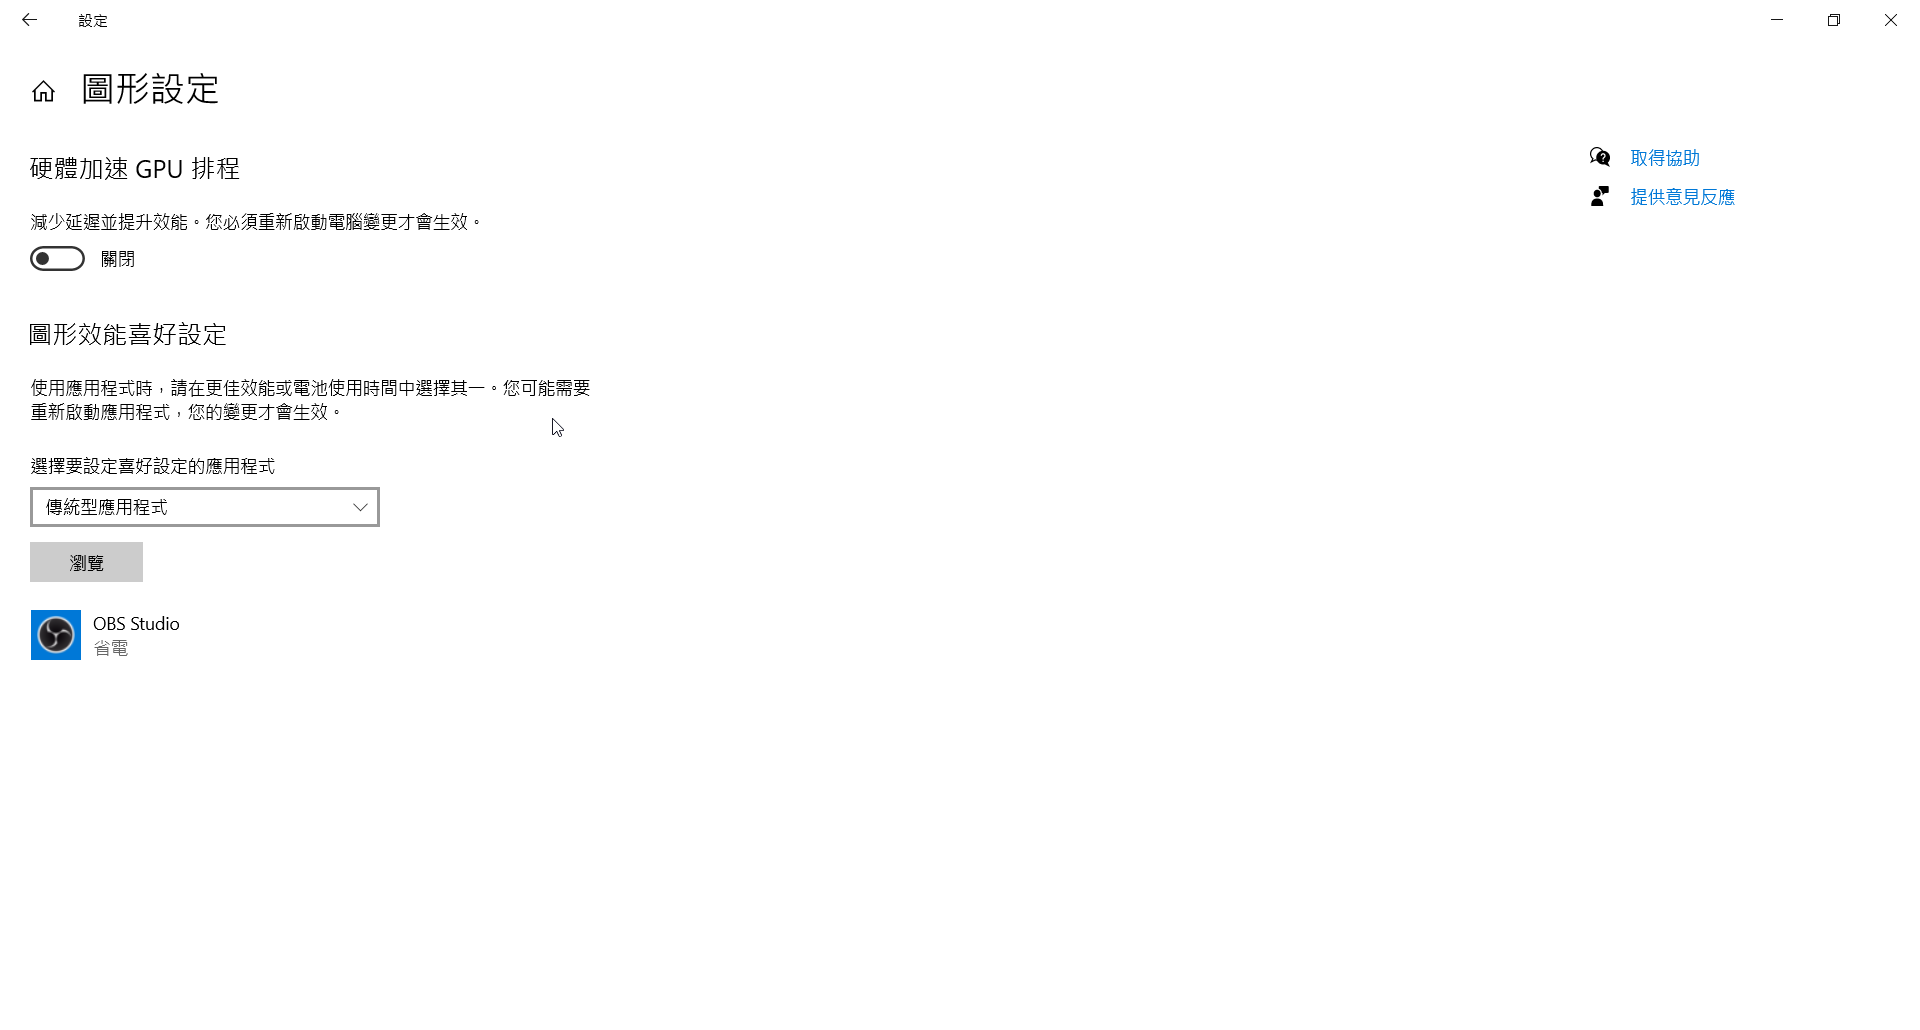 設定
圖形設定
硬體加速 GPU 排程
減少延遲並提升效能。您必須重新啟動電腦變更才會生效。
關閉
圖形效能喜好設定
使用應用程式時，請在更佳效能或電池使用時間中選擇其一。您可能需要
重新啟動應用程式，您的變更才會生效。
選擇要設定喜好設定的應用程式
傳統型應用程式
瀏覽
OBS Studio
省電
取得協助
提供意見反應